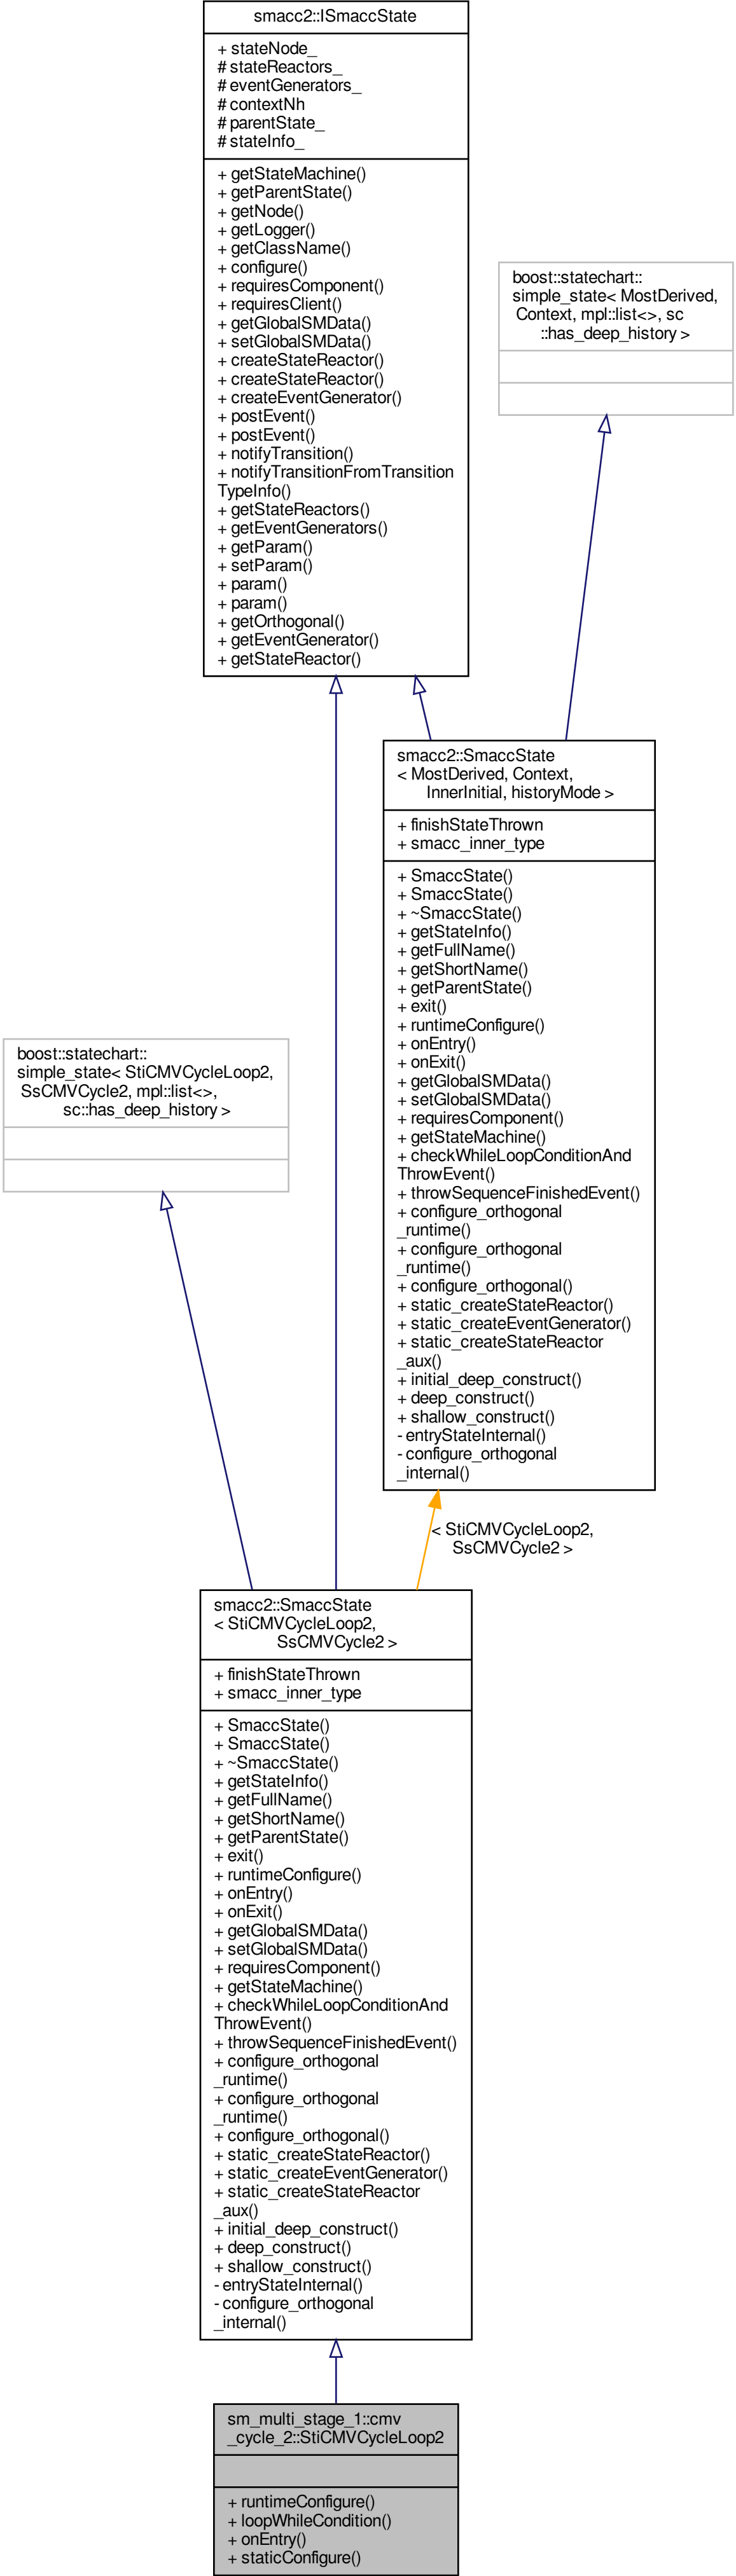 smacc2::ISmaccState
+ stateNode_
# stateReactors_
# eventGenerators_
# contextNh
# parentState_
# stateInfo_
+ getStateMachine()
+ getParentState()
+ getNode()
+ getLogger()
+ getClassName()
+ configure()
+ requiresComponent()
+ requiresClient()
+ getGlobalSMData()
+ setGlobalSMData()
+ createStateReactor()
+ createStateReactor()
+ createEventGenerator()
+ postEvent()
+ postEvent()
+ notifyTransition()
+ notifyTransitionFromTransition
TypeInfo()
+ getStateReactors()
+ getEventGenerators()
+ getParam()
+ setParam()
+ param()
+ param()
+ getOrthogonal()
+ getEventGenerator()
+ getStateReactor()
boost::statechart::
simple_state< MostDerived,
Context, mpl::list<>, sc
::has_deep_history >
smacc2::SmaccState
< MostDerived, Context,
InnerInitial, historyMode >
+ finishStateThrown
+ smacc_inner_type
+ SmaccState()
+ SmaccState()
+ ~SmaccState()
+ getStateInfo()
+ getFullName()
+ getShortName()
+ getParentState()
+ exit()
+ runtimeConfigure()
+ onEntry()
+ onExit()
+ getGlobalSMData()
+ setGlobalSMData()
+ requiresComponent()
+ getStateMachine()
+ checkWhileLoopConditionAnd
ThrowEvent()
+ throwSequenceFinishedEvent()
+ configure_orthogonal
_runtime()
+ configure_orthogonal
_runtime()
+ configure_orthogonal()
+ static_createStateReactor()
+ static_createEventGenerator()
+ static_createStateReactor
_aux()
+ initial_deep_construct()
+ deep_construct()
+ shallow_construct()
- entryStateInternal()
- configure_orthogonal
_internal()
boost::statechart::
simple_state< StiCMVCycleLoop2,
SsCMVCycle2, mpl::list<>,
sc::has_deep_history >
< StiCMVCycleLoop2,
SsCMVCycle2 >
smacc2::SmaccState
< StiCMVCycleLoop2,
SsCMVCycle2 >
+ finishStateThrown
+ smacc_inner_type
+ SmaccState()
+ SmaccState()
+ ~SmaccState()
+ getStateInfo()
+ getFullName()
+ getShortName()
+ getParentState()
+ exit()
+ runtimeConfigure()
+ onEntry()
+ onExit()
+ getGlobalSMData()
+ setGlobalSMData()
+ requiresComponent()
+ getStateMachine()
+ checkWhileLoopConditionAnd
ThrowEvent()
+ throwSequenceFinishedEvent()
+ configure_orthogonal
_runtime()
+ configure_orthogonal
_runtime()
+ configure_orthogonal()
+ static_createStateReactor()
+ static_createEventGenerator()
+ static_createStateReactor
_aux()
+ initial_deep_construct()
+ deep_construct()
+ shallow_construct()
- entryStateInternal()
- configure_orthogonal
_internal()
sm_multi_stage_1::cmv
_cycle_2::StiCMVCycleLoop2
+ runtimeConfigure()
+ loopWhileCondition()
+ onEntry()
+ staticConfigure()